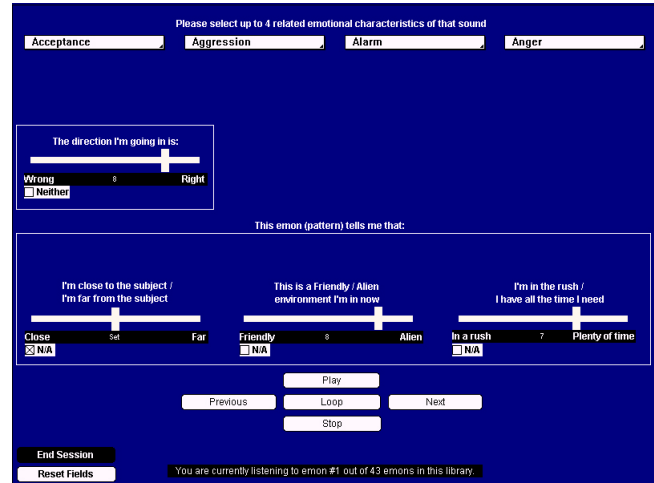 Please select up to 4 related emotional characteristics of that sound
Acceptance Aggression Alarm Anger
The direction I'm going in is:
Wrong 8 Right
Neither
This emon (pattern) tells me that:
I'm close to the subject /
I'm far from the subject
Close Set Far
N/A
This is a Friendly / Alien
environment I'm in now
Friendly 8 Alien
N/A
I'm in the rush /
I have all the time I need
In a rush 7 Plenty of time
N/A
Play
Previous Loop Next
Stop
End Session
Reset Fields
You are currently listening to emon #1 out of 43 emons in this library.